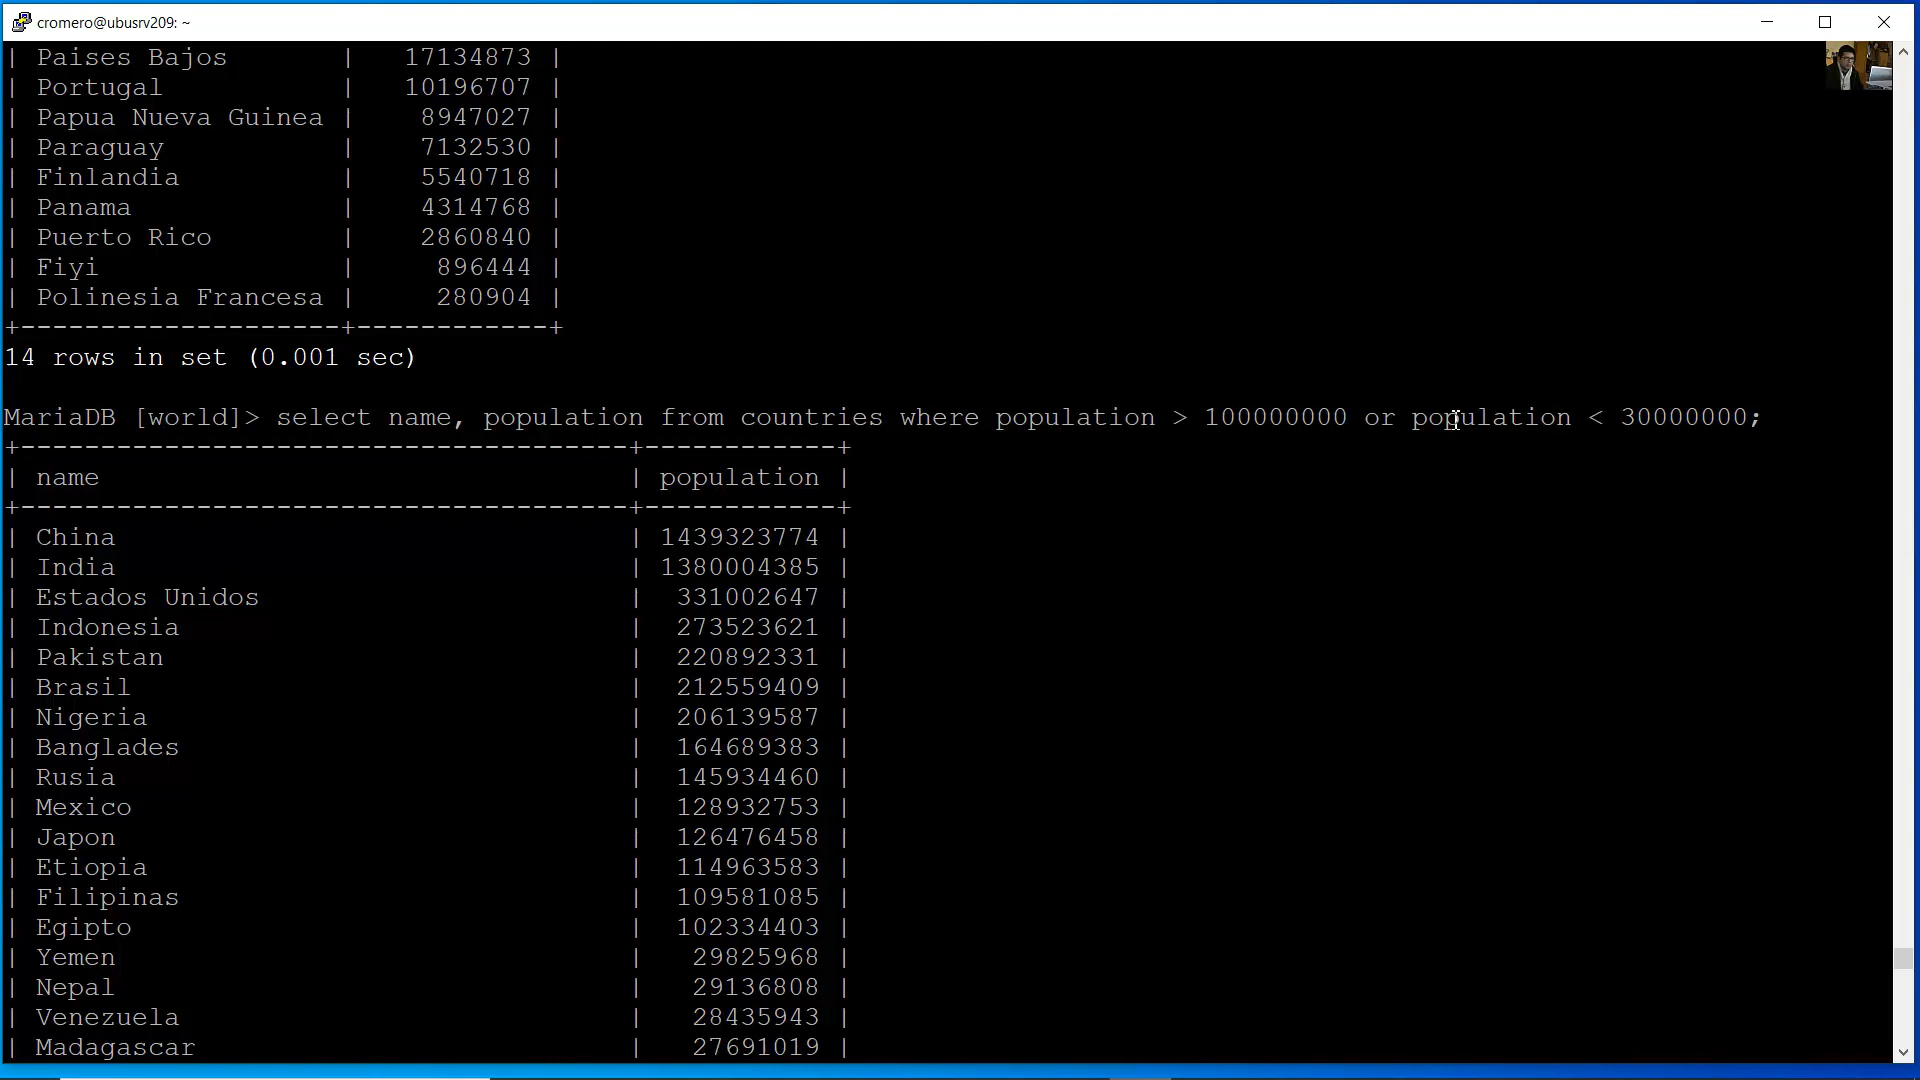 cromero@ubusrv209: ~
| Paises Bajos | 17134873 |
| Portugal | 10196707 |
| Papua Nueva Guinea | 8947027 |
| Paraguay | 7132530 |
| Finlandia | 5540718 |
| Panama | 4314768 |
| Puerto Rico | 2860840 |
| Fiyi | 896444 |
| Polinesia Francesa | 280904 |
+--------------------+------------+
14 rows in set (0.001 sec)
MariaDB [world]> select name, population from countries where population > 100000000 or population < 30000000;
+--------------------------------------+------------+
| name | population |
+--------------------------------------+------------+
| China | 1439323774 |
| India | 1380004385 |
| Estados Unidos | 331002647 |
| Indonesia | 273523621 |
| Pakistan | 220892331 |
| Brasil | 212559409 |
| Nigeria | 206139587 |
| Banglades | 164689383 |
| Rusia | 145934460 |
| Mexico | 128932753 |
| Japon | 126476458 |
| Etiopia | 114963583 |
| Filipinas | 109581085 |
| Egipto | 102334403 |
| Yemen | 29825968 |
| Nepal | 29136808 |
| Venezuela | 28435943 |
| Madagascar | 27691019 |